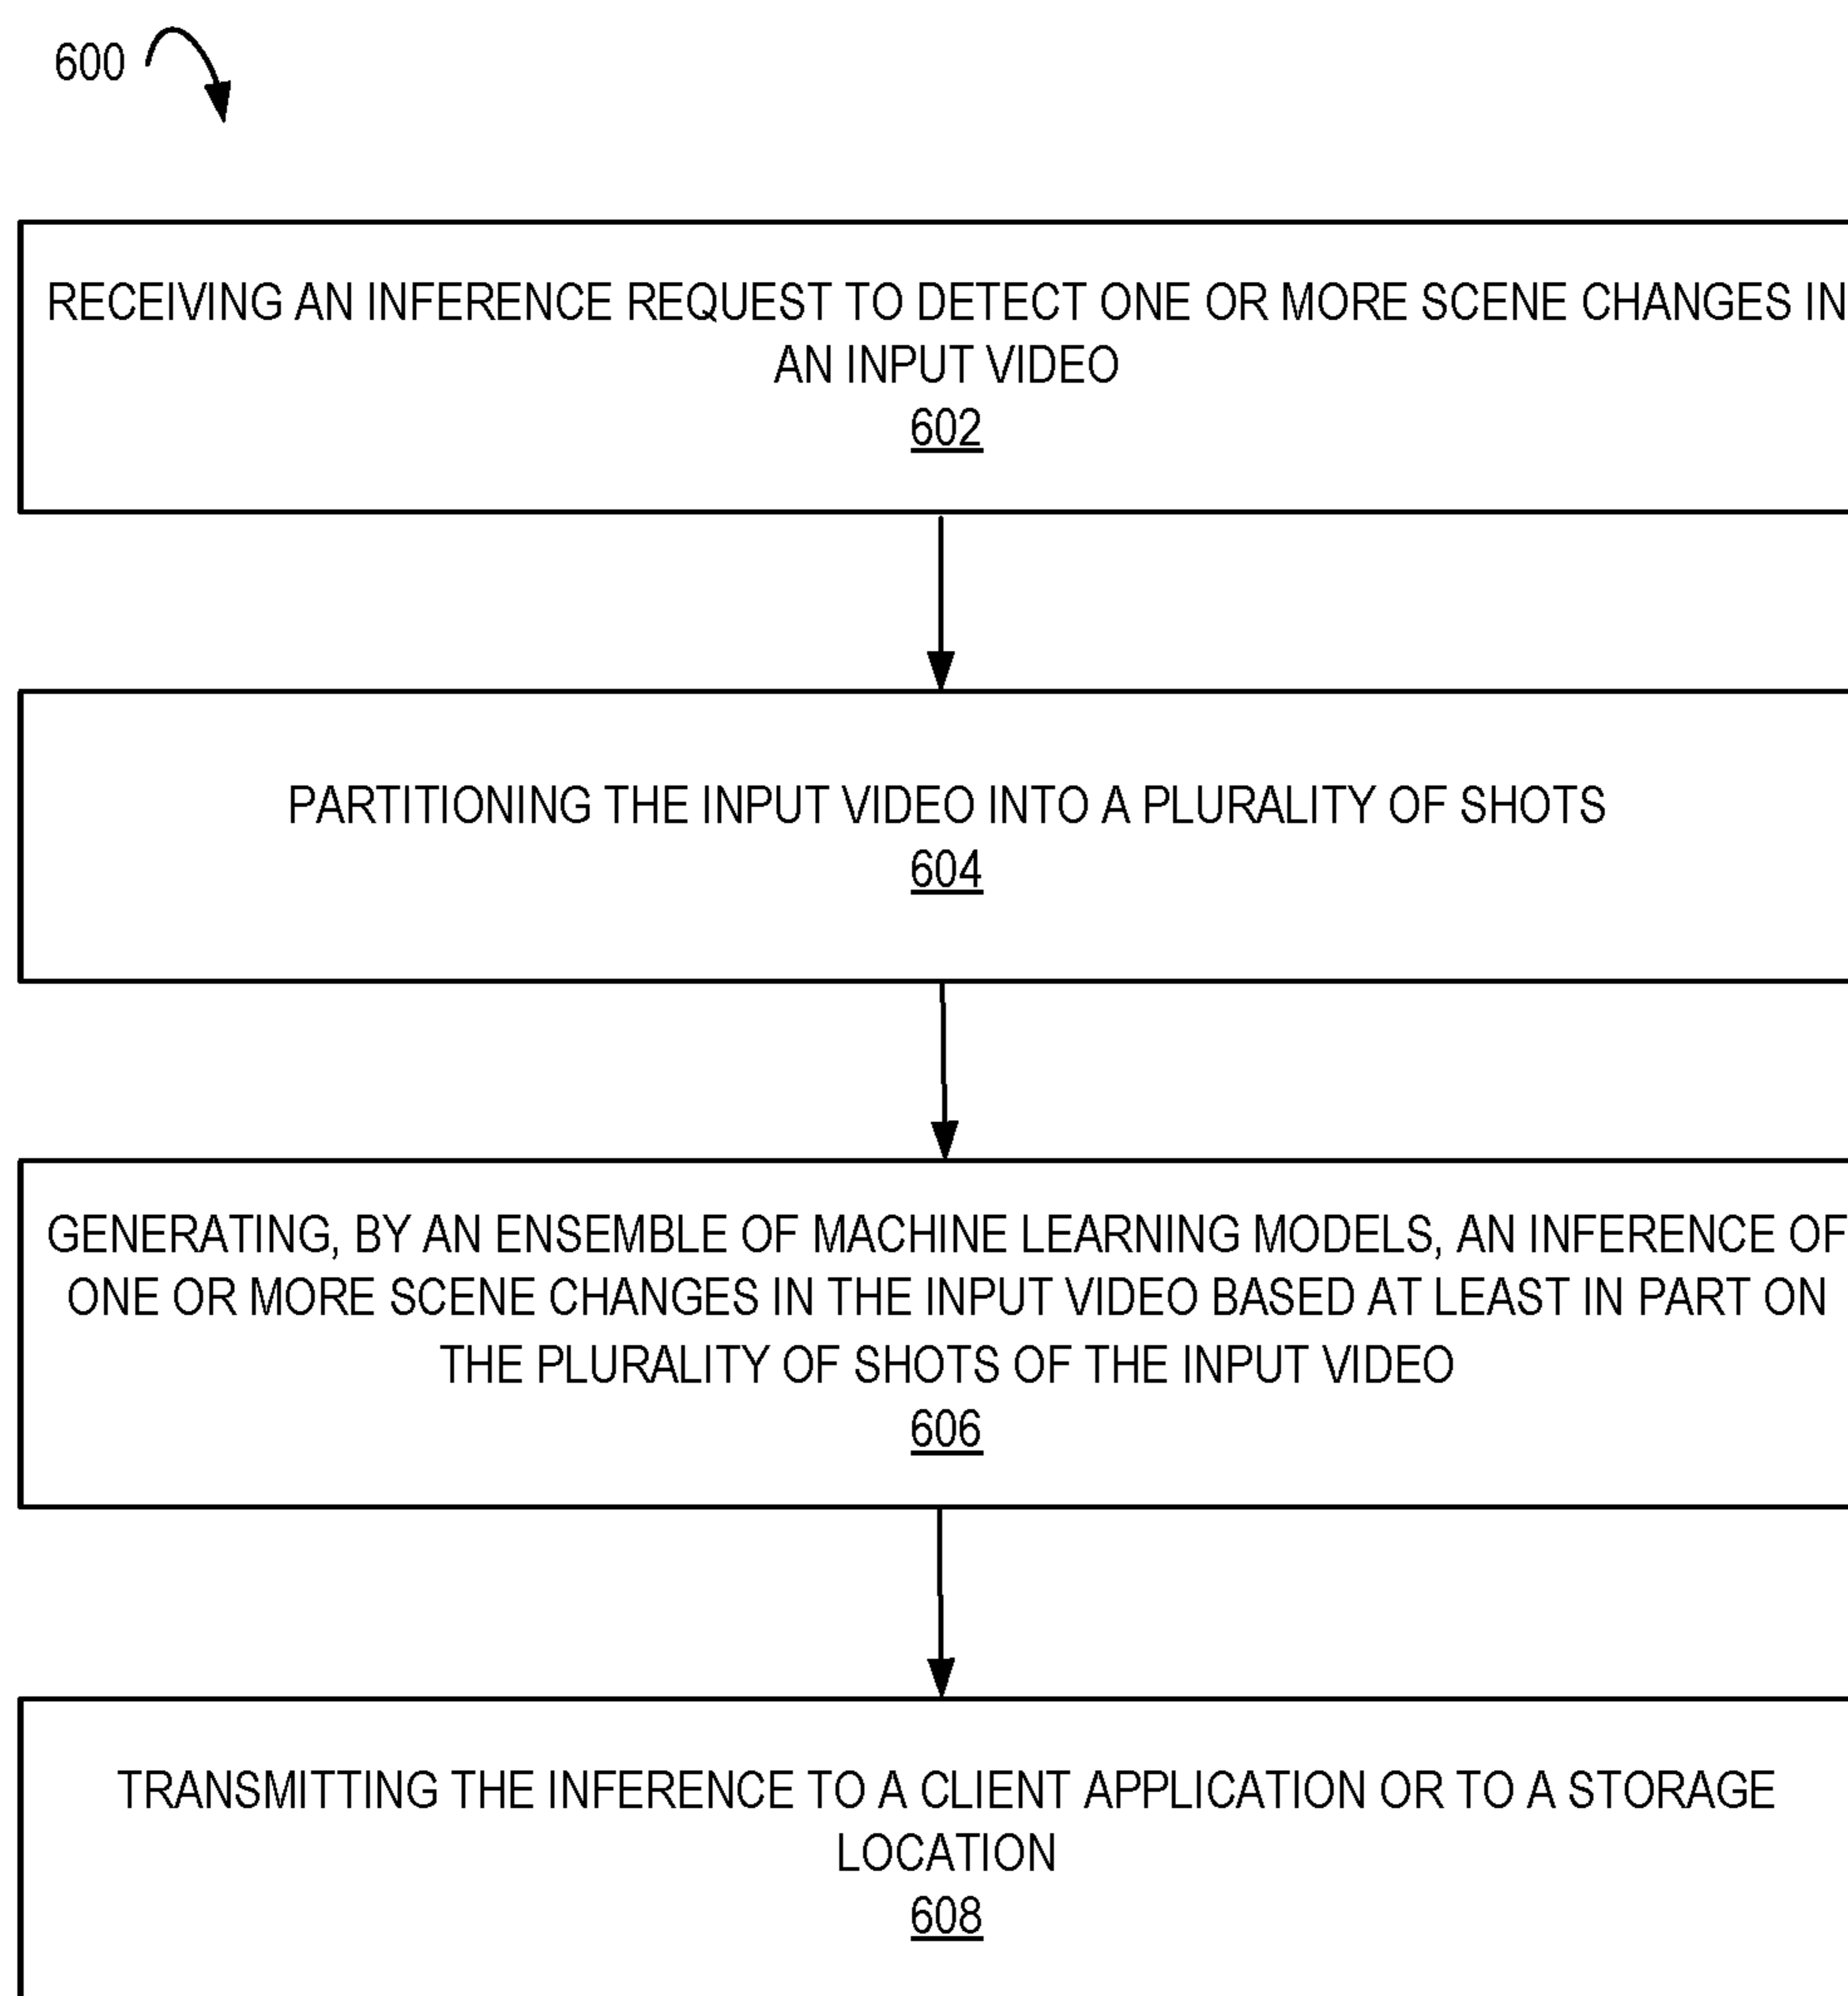 600
RECEIVING AN INFERENCE REQUEST TO DETECT ONE OR MORE SCENE CHANGES IN
AN INPUT VIDEO
602
PARTITIONING THE INPUT VIDEO INTO A PLURALITY OF SHOTS
604
GENERATING, BY AN ENSEMBLE OF MACHINE LEARNING MODELS, AN INFERENCE OF
ONE OR MORE SCENE CHANGES IN THE INPUT VIDEO BASED AT LEAST IN PART ON
THE PLURALITY OF SHOTS OF THE INPUT VIDEO
606
TRANSMITTING THE INFERENCE TO A CLIENT APPLICATION OR TO A STORAGE
LOCATION
608